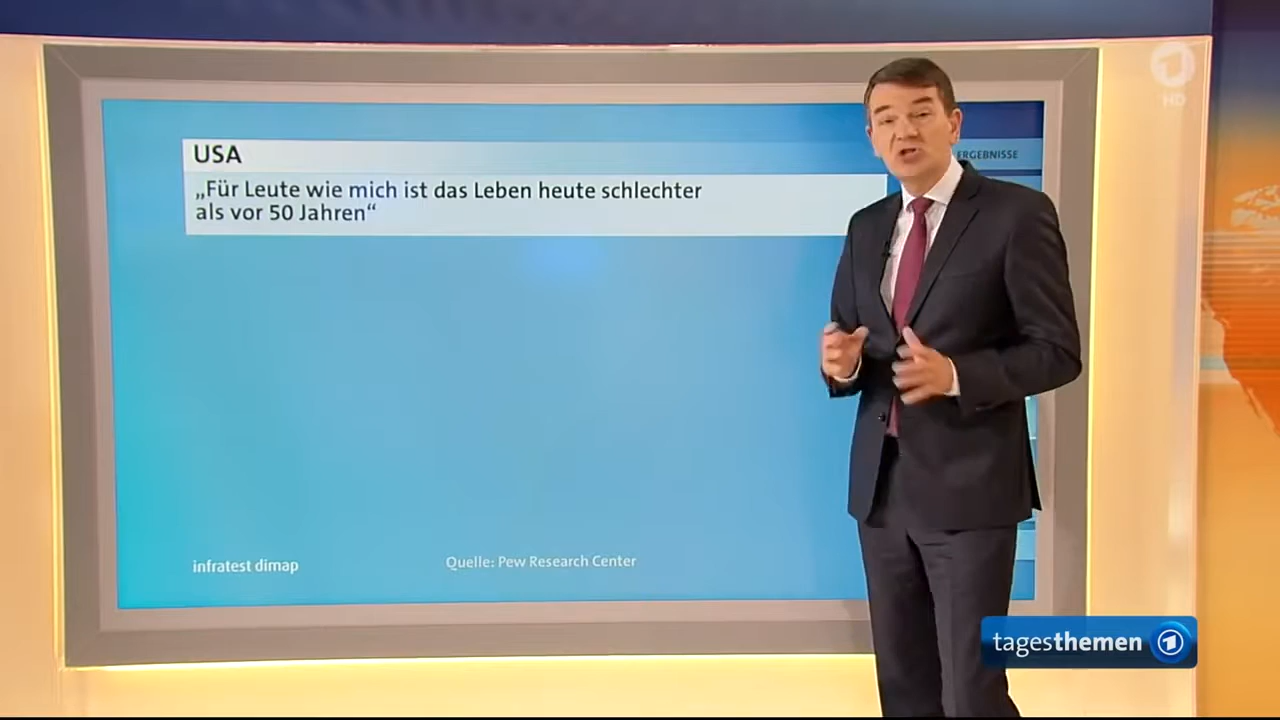 HD
USA
ERGEBNISSE
„Für Leute wie mich ist das Leben heute schlechter
als vor 50 Jahren“
infratest dimap
Quelle: Pew Research Center
tagesthemen 1